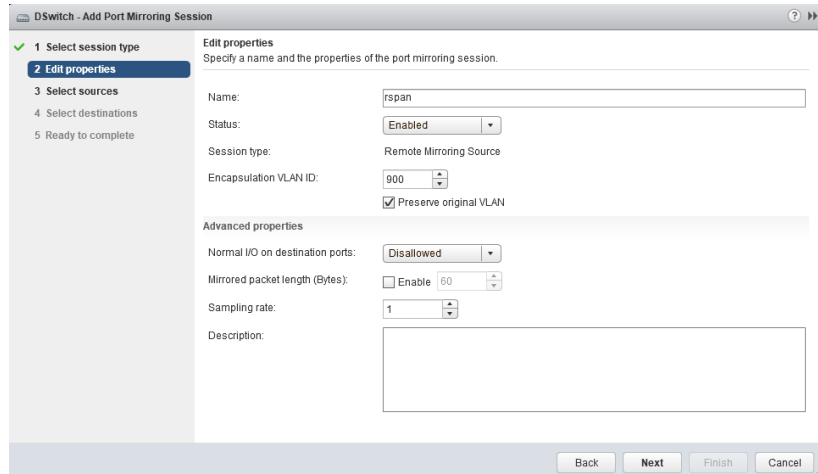 DSwitch - Add Port Mirroring Session
?
1 Select session type
2 Edit properties
3 Select sources
4 Select destinations
5 Ready to complete
Edit properties
Specify a name and the properties of the port mirroring session.
Name: rspan
Status: Enabled
Session type: Remote Mirroring Source
Encapsulation VLAN ID: 900
Preserve original VLAN
Advanced properties
Normal I/O on destination ports: Disallowed
Mirrored packet length (Bytes): Enable 60
Sampling rate: 1
Description:
Back Next Finish Cancel